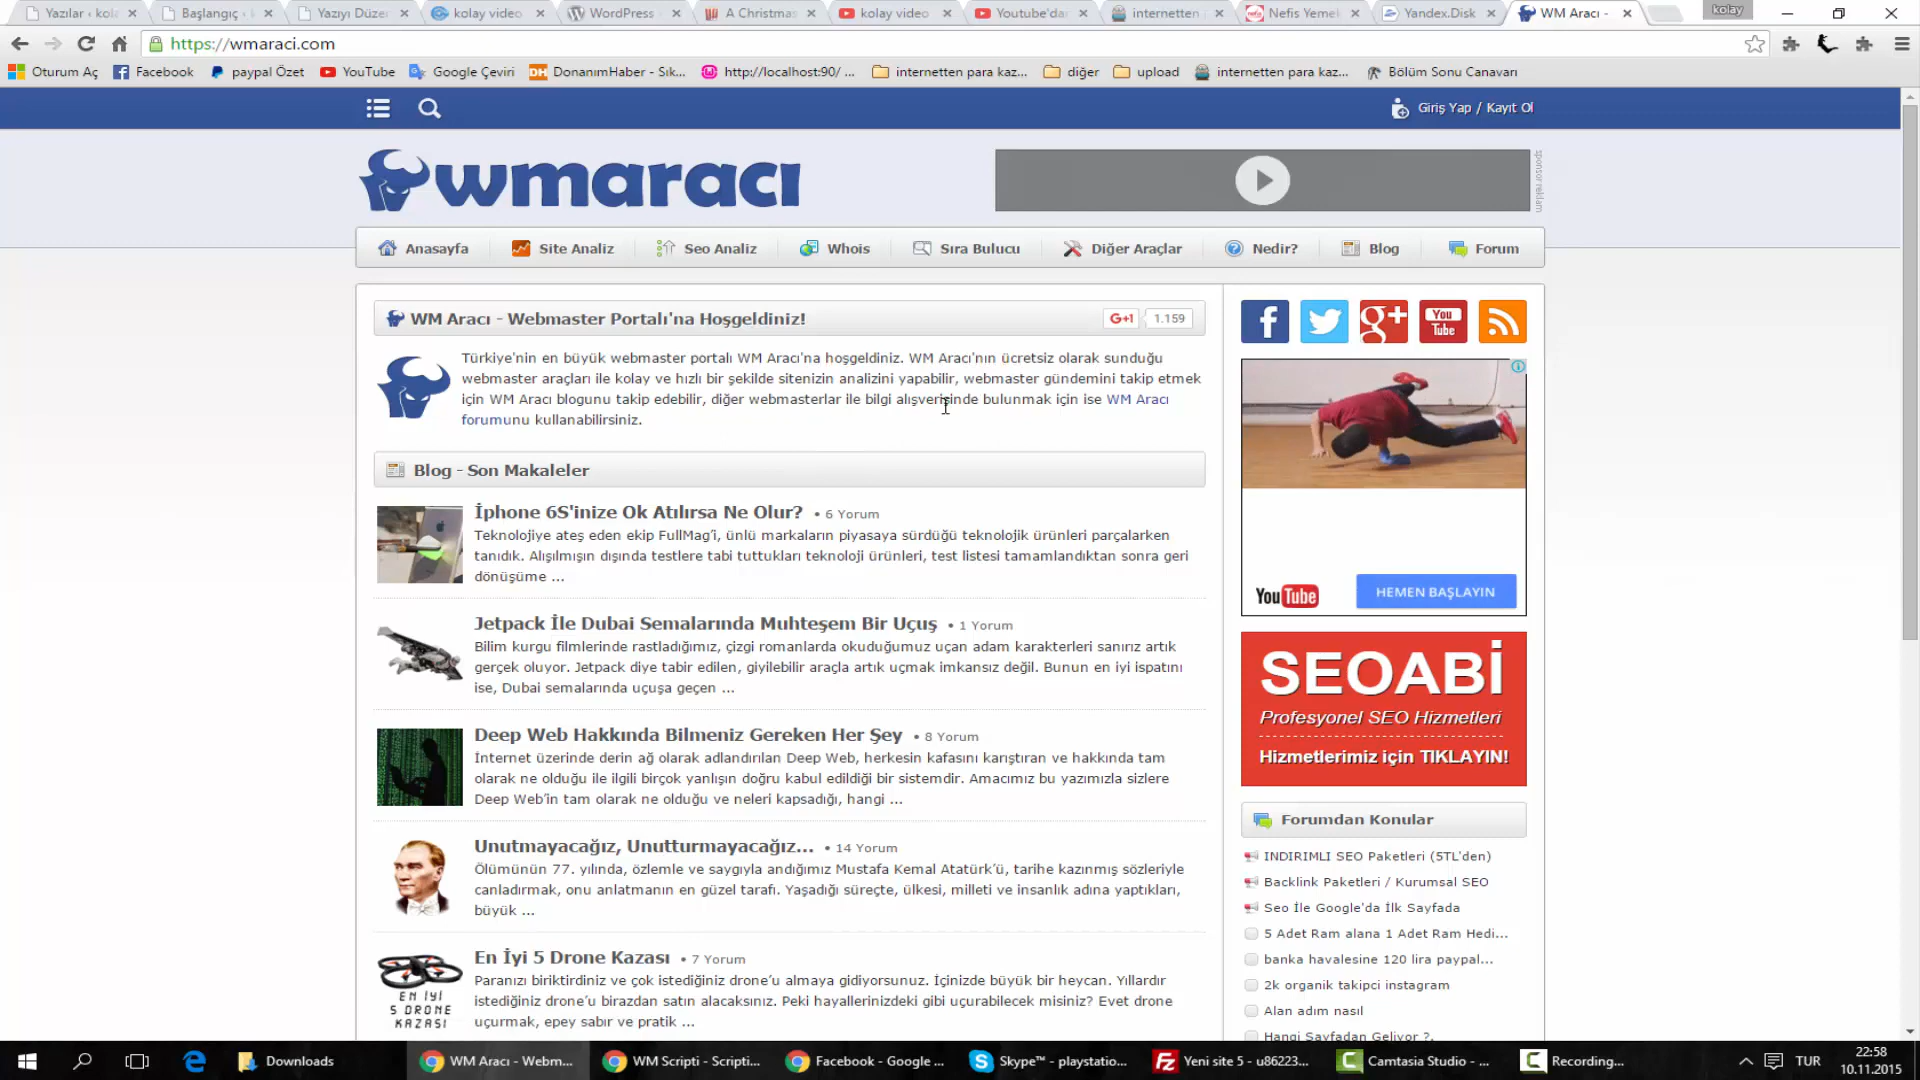 Yazılar ‹ kola
Başlangıç ‹ k
Yazıyı Düzen
kolay video
WordPress
A Christmas
kolay video
Youtube'dan
internetten
Nefis Yemek
Yandex.Disk
WM Aracı -
kolay
https://wmaraci.com
Oturum Aç
Facebook
paypal Özet
YouTube
Google Çeviri
DH DonanımHaber - Sık...
http://localhost:90/ ...
internetten para kaz...
diğer
upload
internetten para kaz...
Bölüm Sonu Canavarı
Giriş Yap / Kayıt Ol
wmaracı
sponsorreklam
Anasayfa
Site Analiz
Seo Analiz
Whois
Sıra Bulucu
Diğer Araçlar
Nedir?
Blog
Forum
WM Aracı - Webmaster Portalı'na Hoşgeldiniz!
G+1
1.159
Türkiye'nin en büyük webmaster portalı WM Aracı'na hoşgeldiniz. WM Aracı'nın ücretsiz olarak sunduğu
webmaster araçları ile kolay ve hızlı bir şekilde sitenizin analizini yapabilir, webmaster gündemini takip etmek
için WM Aracı blogunu takip edebilir, diğer webmasterlar ile bilgi alışverişinde bulunmak için ise WM Aracı
forumunu kullanabilirsiniz.
Blog - Son Makaleler
İphone 6S'inize Ok Atılırsa Ne Olur? • 6 Yorum
Teknolojiye ateş eden ekip FullMag'i, ünlü markaların piyasaya sürdüğü teknolojik ürünleri parçalarken
tanıdık. Alışılmışın dışında testlere tabi tuttukları teknoloji ürünleri, test listesi tamamlandıktan sonra geri
dönüşüme ...
Jetpack İle Dubai Semalarında Muhteşem Bir Uçuş • 1 Yorum
Bilim kurgu filmlerinde rastladığımız, çizgi romanlarda okuduğumuz uçan adam karakterleri sanırız artık
gerçek oluyor. Jetpack diye tabir edilen, giyilebilir araçla artık uçmak imkansız değil. Bunun en iyi ispatını
ise, Dubai semalarında uçuşa geçen ...
Deep Web Hakkında Bilmeniz Gereken Her Şey • 8 Yorum
İnternet üzerinde derin ağ olarak adlandırılan Deep Web, herkesin kafasını karıştıran ve hakkında tam
olarak ne olduğu ile ilgili birçok yanlışın doğru kabul edildiği bir sistemdir. Amacımız bu yazımızla sizlere
Deep Web'in tam olarak ne olduğu ve neleri kapsadığı, hangi ...
Unutmayacağız, Unutturmayacağız... • 14 Yorum
Ölümünün 77. yılında, özlemle ve saygıyla andığımız Mustafa Kemal Atatürk'ü, tarihe kazınmış sözleriyle
canladırmak, onu anlatmanın en güzel tarafı. Yaşadığı süreçte, ülkesi, milleti ve insanlık adına yaptıkları,
büyük ...
EN İYİ
5 DRONE
KAZASI
En İyi 5 Drone Kazası • 7 Yorum
Paranızı biriktirdiniz ve çok istediğiniz drone'u almaya gidiyorsunuz. İçinizde büyük bir heycan. Yıllardır
istediğiniz drone'u birazdan satın alacaksınız. Peki hayallerinizdeki gibi uçurabilecek misiniz? Evet drone
uçurmak, epey sabır ve pratik ...
g+
You
Tube
YouTube
HEMEN BAŞLAYIN
SEOABİ
Profesyonel SEO Hizmetleri
Hizmetlerimiz için TIKLAYIN!
Forumdan Konular
INDIRIMLI SEO Paketleri (5TL'den)
Backlink Paketleri / Kurumsal SEO
Seo İle Google'da İlk Sayfada
5 Adet Ram alana 1 Adet Ram Hedi...
banka havalesine 120 lira paypal...
2k organik takipci instagram
Alan adım nasıl
Hangi Sayfadan Geliyor ?.
Downloads
WM Aracı - Webm...
WM Scripti - Scripti...
Facebook - Google ...
Skype™ - playstatio...
Yeni site 5 - u86223...
Camtasia Studio - ...
Recording...
TUR
22:58
10.11.2015